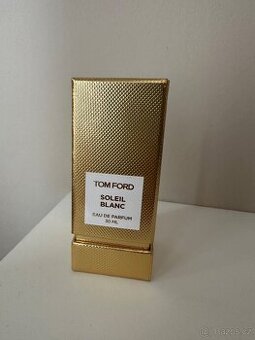 TOM FORD
SOLEIL
BLANC
EAU DE PARFUM
30 ML